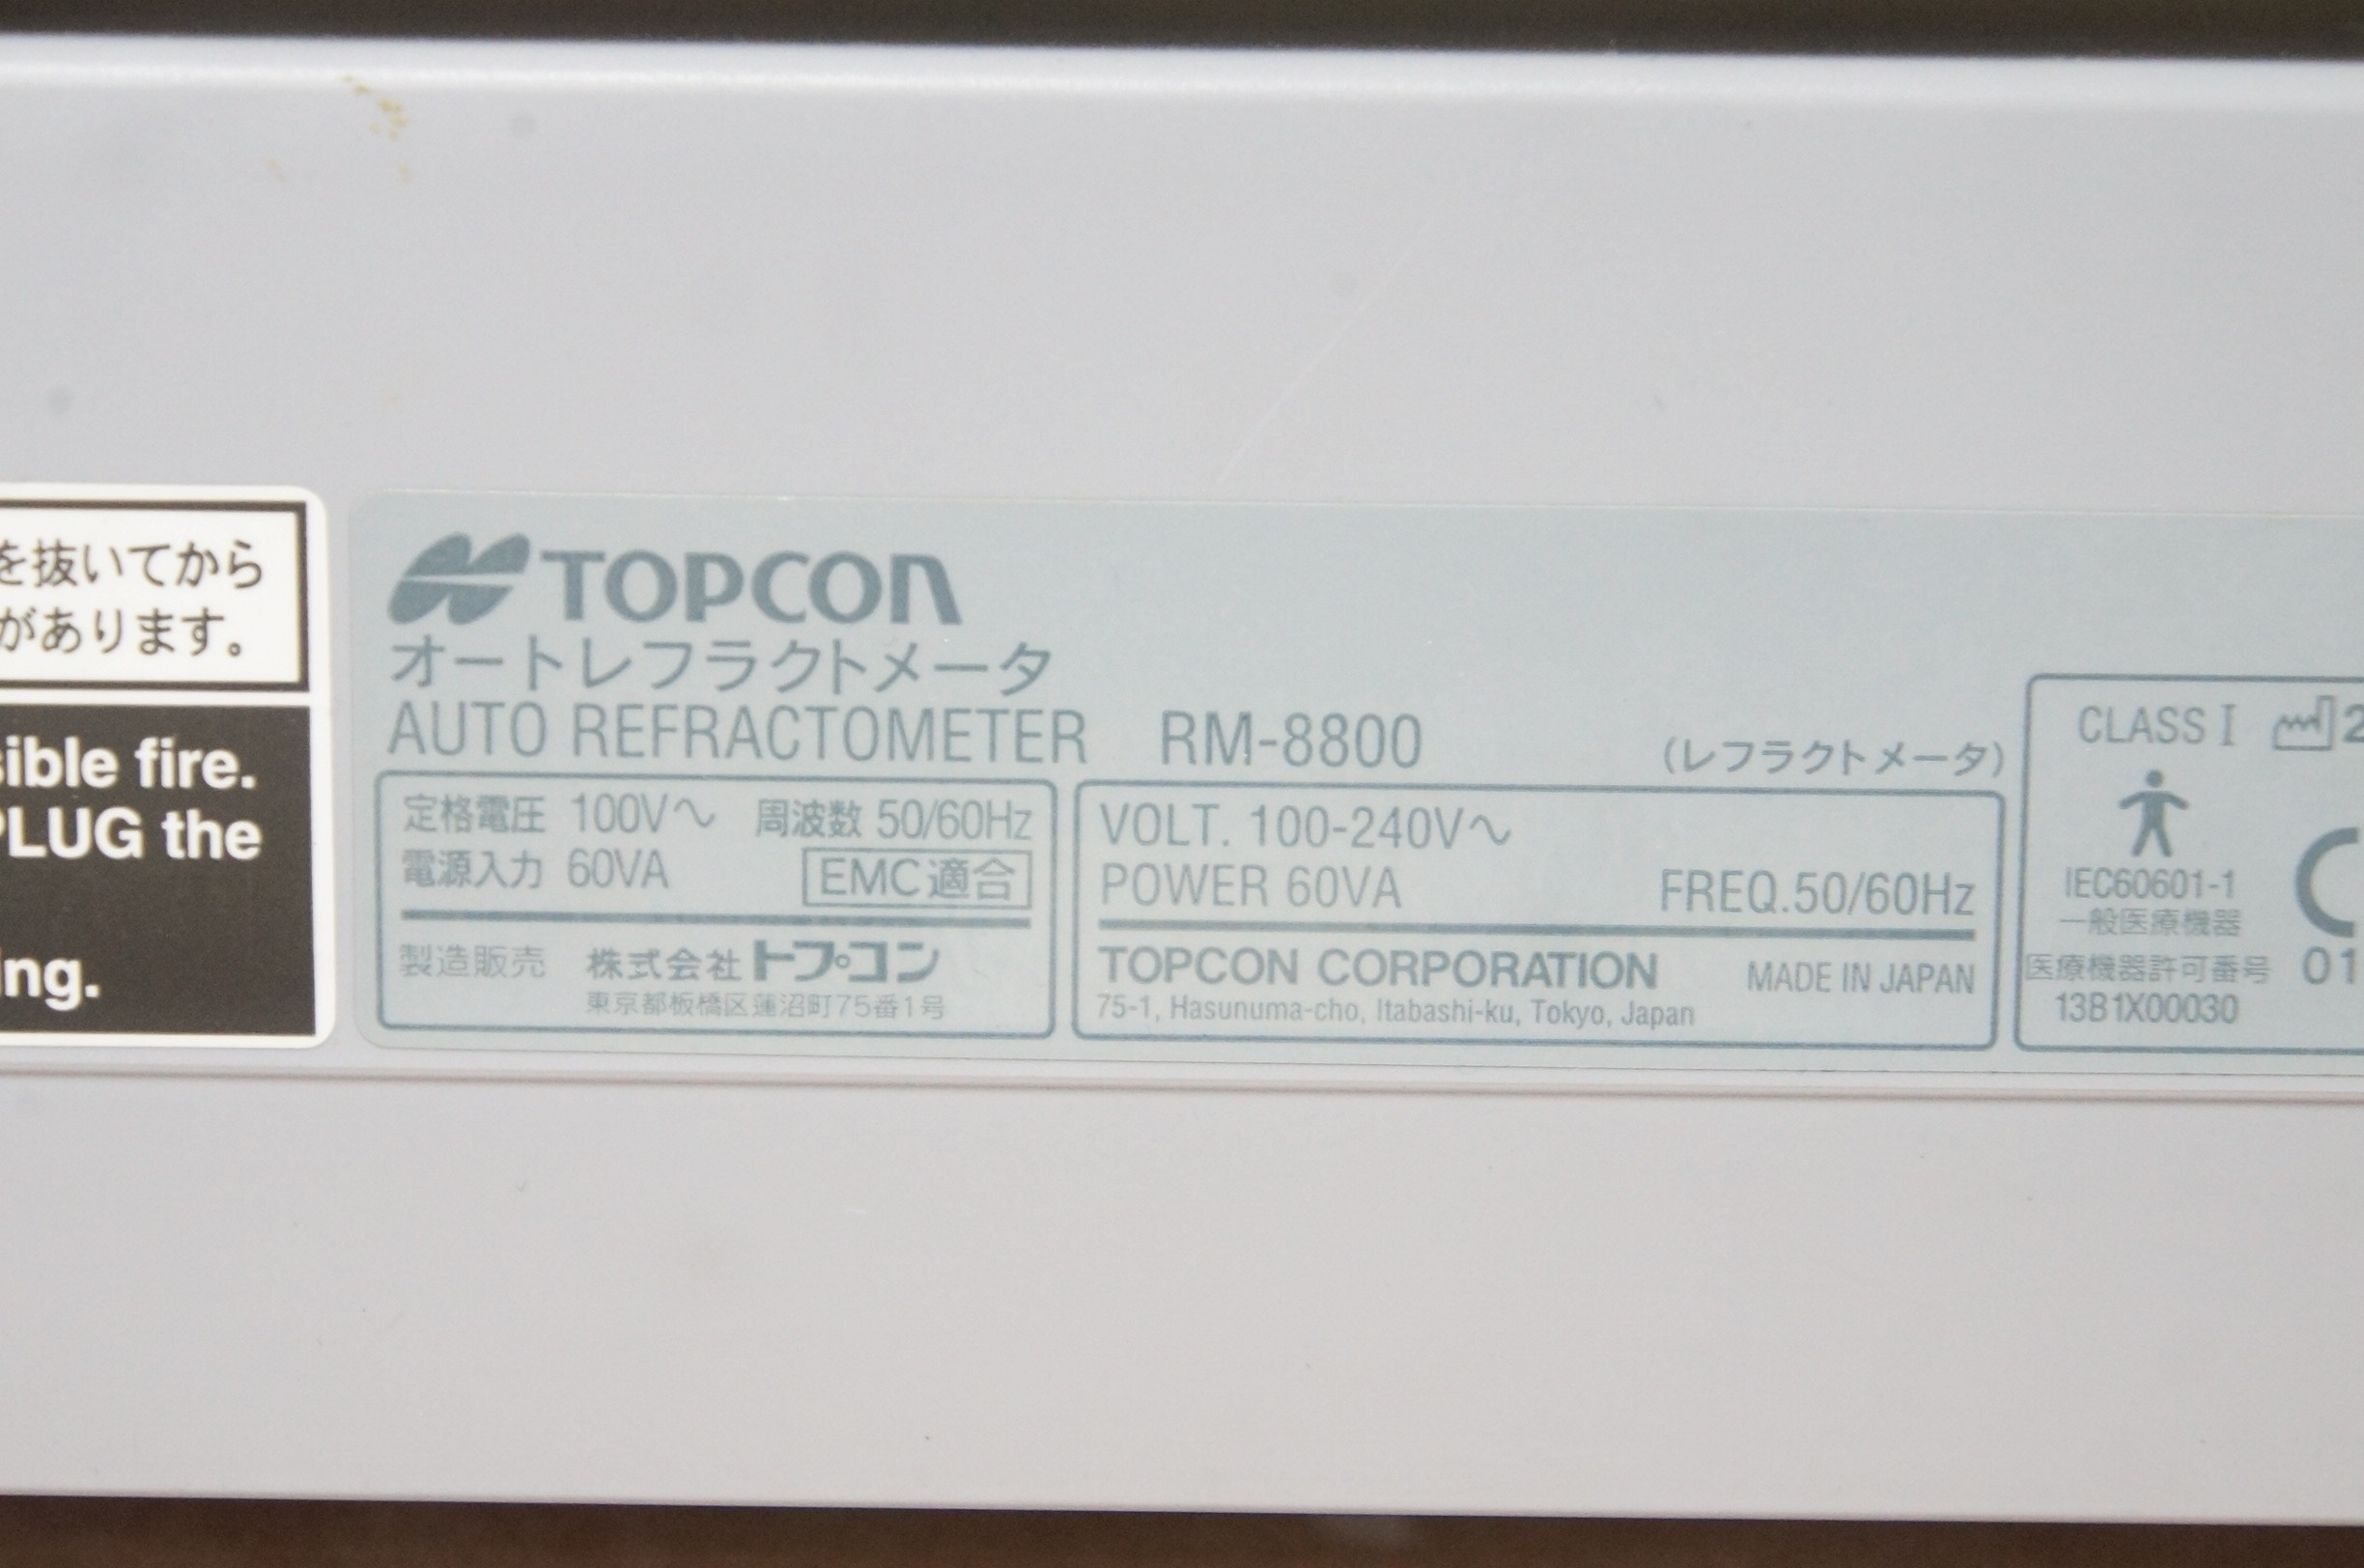 を抜いてから
があります。
sible fire.
PLUG the
ing.
TOPCON
オートレフラクトメータ
AUTO REFRACTOMETER RM-8800 (レフラクトメータ)
定格電圧 100V～ 周波数 50/60Hz
電源入力 60VA EMC適合
製造販売 株式会社トプコン
東京都板橋区蓮沼町75番1号
VOLT. 100-240V～
POWER 60VA FREQ.50/60Hz
TOPCON CORPORATION MADE IN JAPAN
75-1, Hasunuma-cho, Itabashi-ku, Tokyo, Japan
CLASS I 2
IEC60601-1
一般医療機器
医療機器許可番号 01
13B1X00030